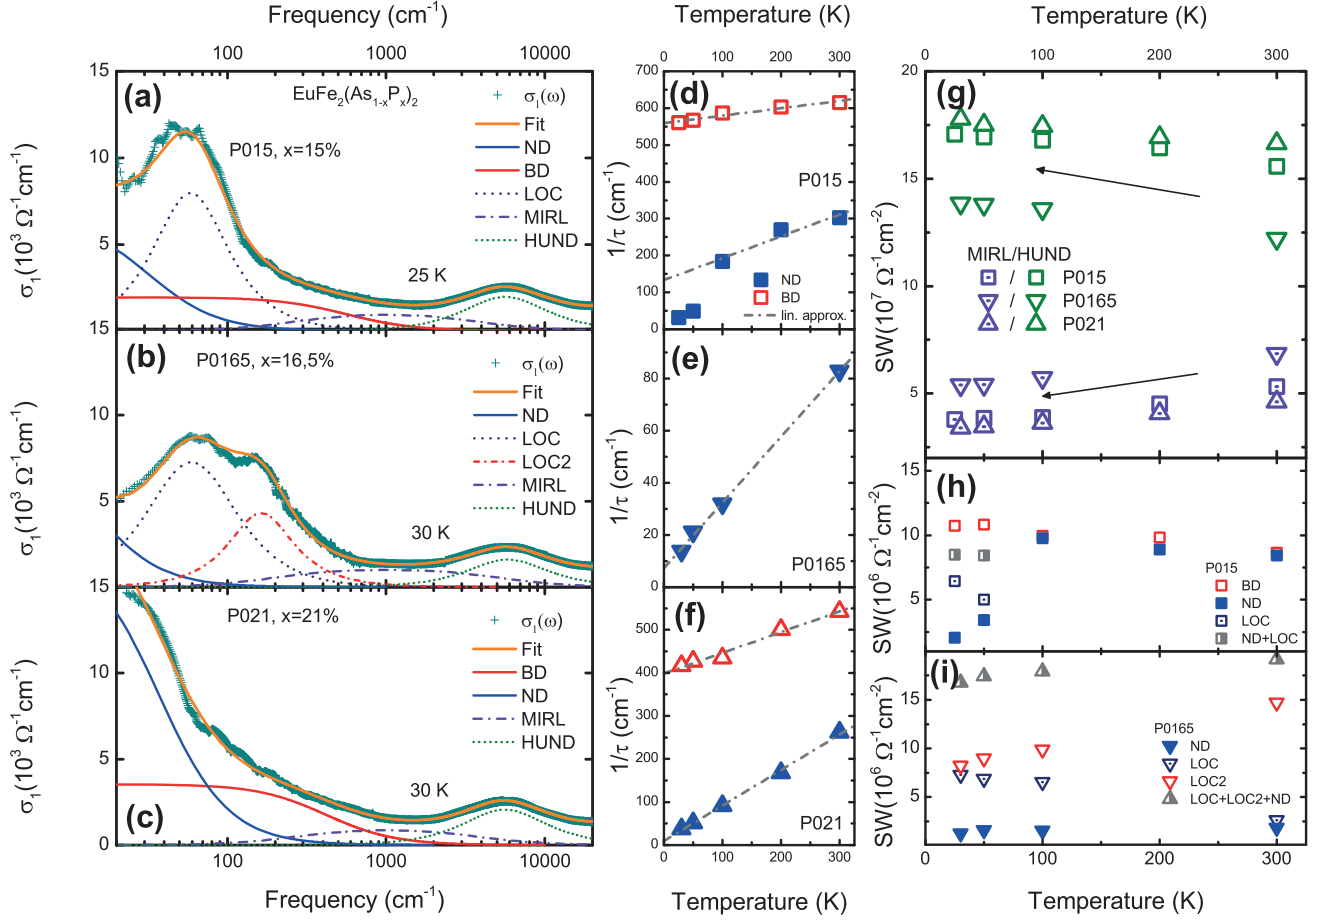 Frequency (cm⁻¹)
100 1000 10000
(a)
EuFe₂(As₁₋ₓPₓ)₂
P015, x=15%
σ₁(ω)
Fit
ND
BD
LOC
MIRL
HUND
25 K
15
10
5
σ₁(10³ Ω⁻¹cm⁻¹)
(b)
P0165, x=16,5%
σ₁(ω)
Fit
ND
LOC
LOC2
MIRL
HUND
30 K
15
10
5
σ₁(10³ Ω⁻¹cm⁻¹)
(c)
P021, x=21%
σ₁(ω)
Fit
BD
ND
MIRL
HUND
30 K
15
10
5
0
σ₁(10³ Ω⁻¹cm⁻¹)
100 1000 10000
Frequency (cm⁻¹)
Temperature (K)
0 50 100 150 200 250 300
(d)
P015
ND
BD
lin. approx.
700
600
500
400
300
200
100
0
1/τ (cm⁻¹)
(e)
P0165
80
60
40
20
0
1/τ (cm⁻¹)
(f)
P021
500
400
300
200
100
0
1/τ (cm⁻¹)
0 50 100 150 200 250 300
Temperature (K)
Temperature (K)
0 100 200 300
(g)
MIRL/HUND
/ P015
/ P0165
/ P021
20
15
10
5
SW(10⁷ Ω⁻¹cm⁻²)
(h)
P015
BD
ND
LOC
ND+LOC
15
10
5
SW(10⁶ Ω⁻¹cm⁻²)
(i)
P0165
ND
LOC
LOC2
LOC+LOC2+ND
15
10
5
0
SW(10⁶ Ω⁻¹cm⁻²)
0 100 200 300
Temperature (K)